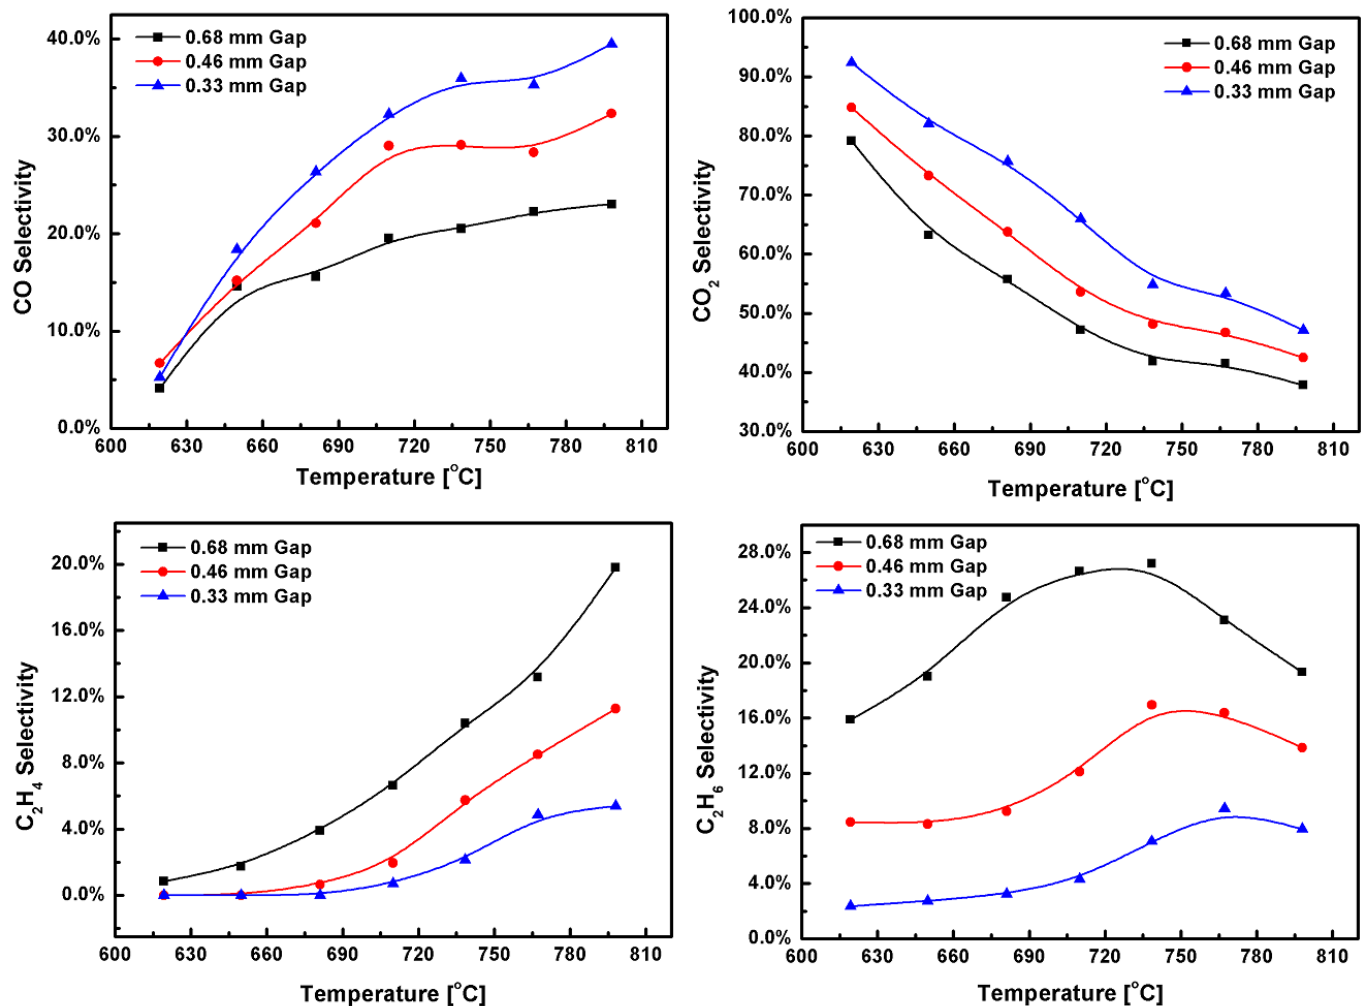 40.0%
30.0%
20.0%
10.0%
0.0%
CO Selectivity
0.68 mm Gap
0.46 mm Gap
0.33 mm Gap
600 630 660 690 720 750 780 810
Temperature [°C]
100.0%
90.0%
80.0%
70.0%
60.0%
50.0%
40.0%
30.0%
CO₂ Selectivity
0.68 mm Gap
0.46 mm Gap
0.33 mm Gap
600 630 660 690 720 750 780 810
Temperature [°C]
20.0%
16.0%
12.0%
8.0%
4.0%
0.0%
C₂H₄ Selectivity
0.68 mm Gap
0.46 mm Gap
0.33 mm Gap
600 630 660 690 720 750 780 810
Temperature [°C]
28.0%
24.0%
20.0%
16.0%
12.0%
8.0%
4.0%
0.0%
C₂H₆ Selectivity
0.68 mm Gap
0.46 mm Gap
0.33 mm Gap
600 630 660 690 720 750 780 810
Temperature [°C]